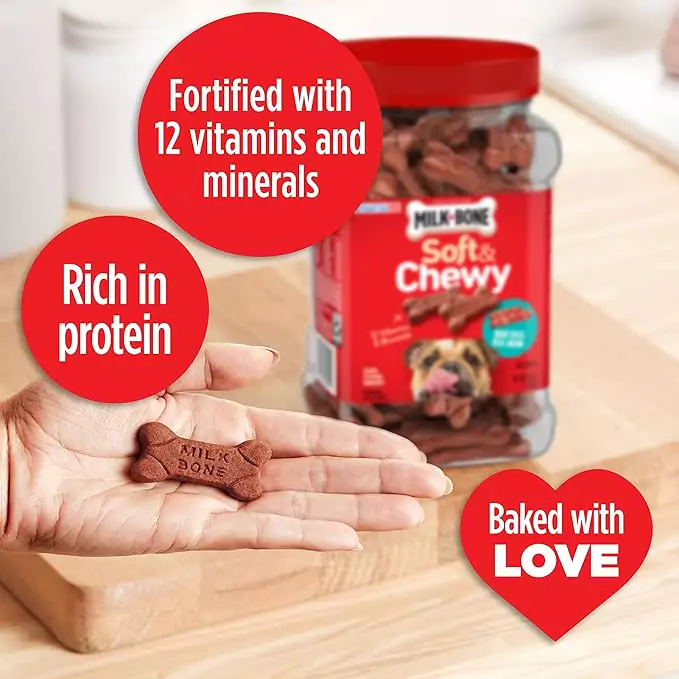 Fortified with
12 vitamins and
minerals
Rich in
protein
MILK-BONE
Soft&
Chewy
MILK
BONE
Baked with
LOVE